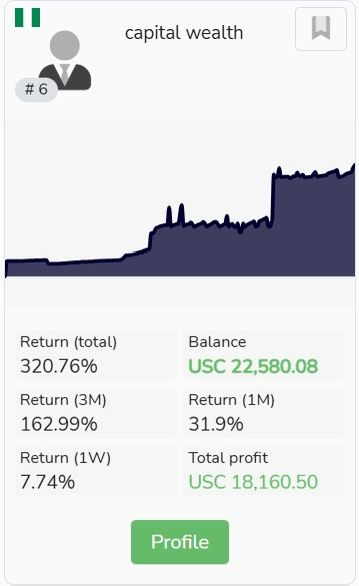 capital wealth
# 6
Return (total)
320.76%
Balance
USC 22,580.08
Return (3M)
162.99%
Return (1M)
31.9%
Return (1W)
7.74%
Total profit
USC 18,160.50
Profile